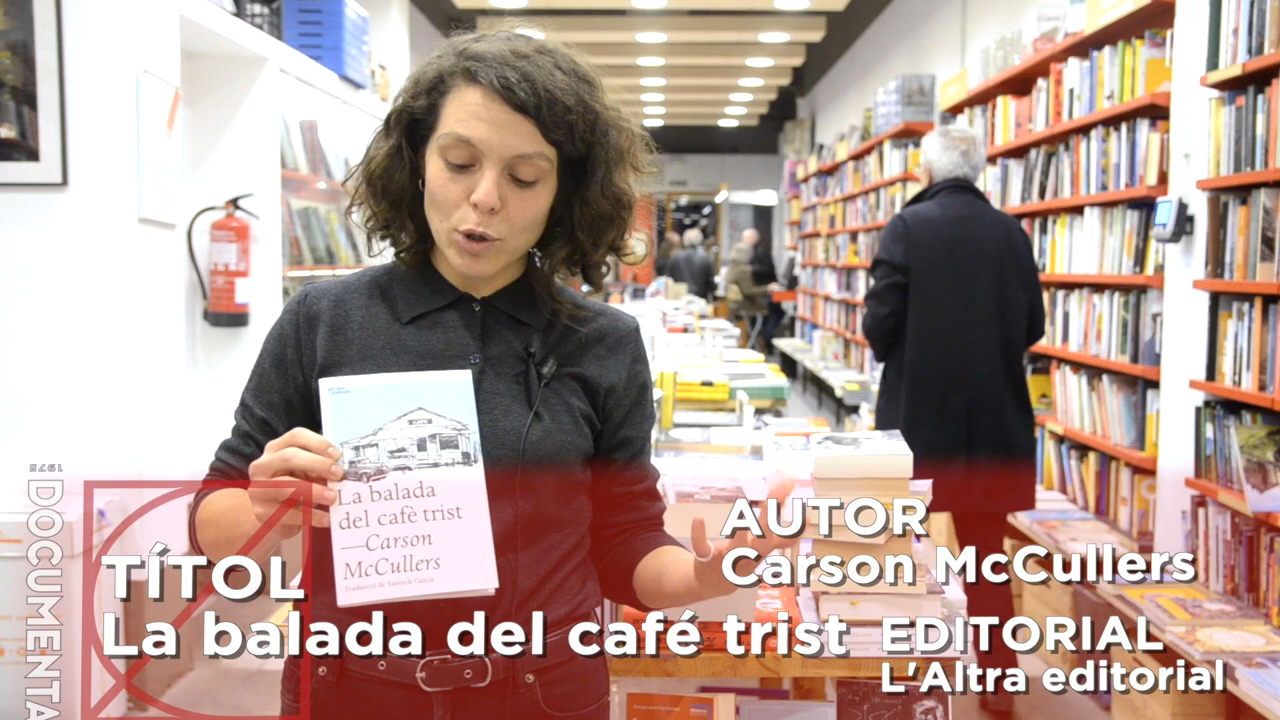 La balada
del cafè trist
—Carson
McCullers
Traducció de Yannick Garcia
1975
DOCUMENTA
TÍTOL
La balada del café trist
AUTOR
Carson McCullers
EDITORIAL
L'Altra editorial